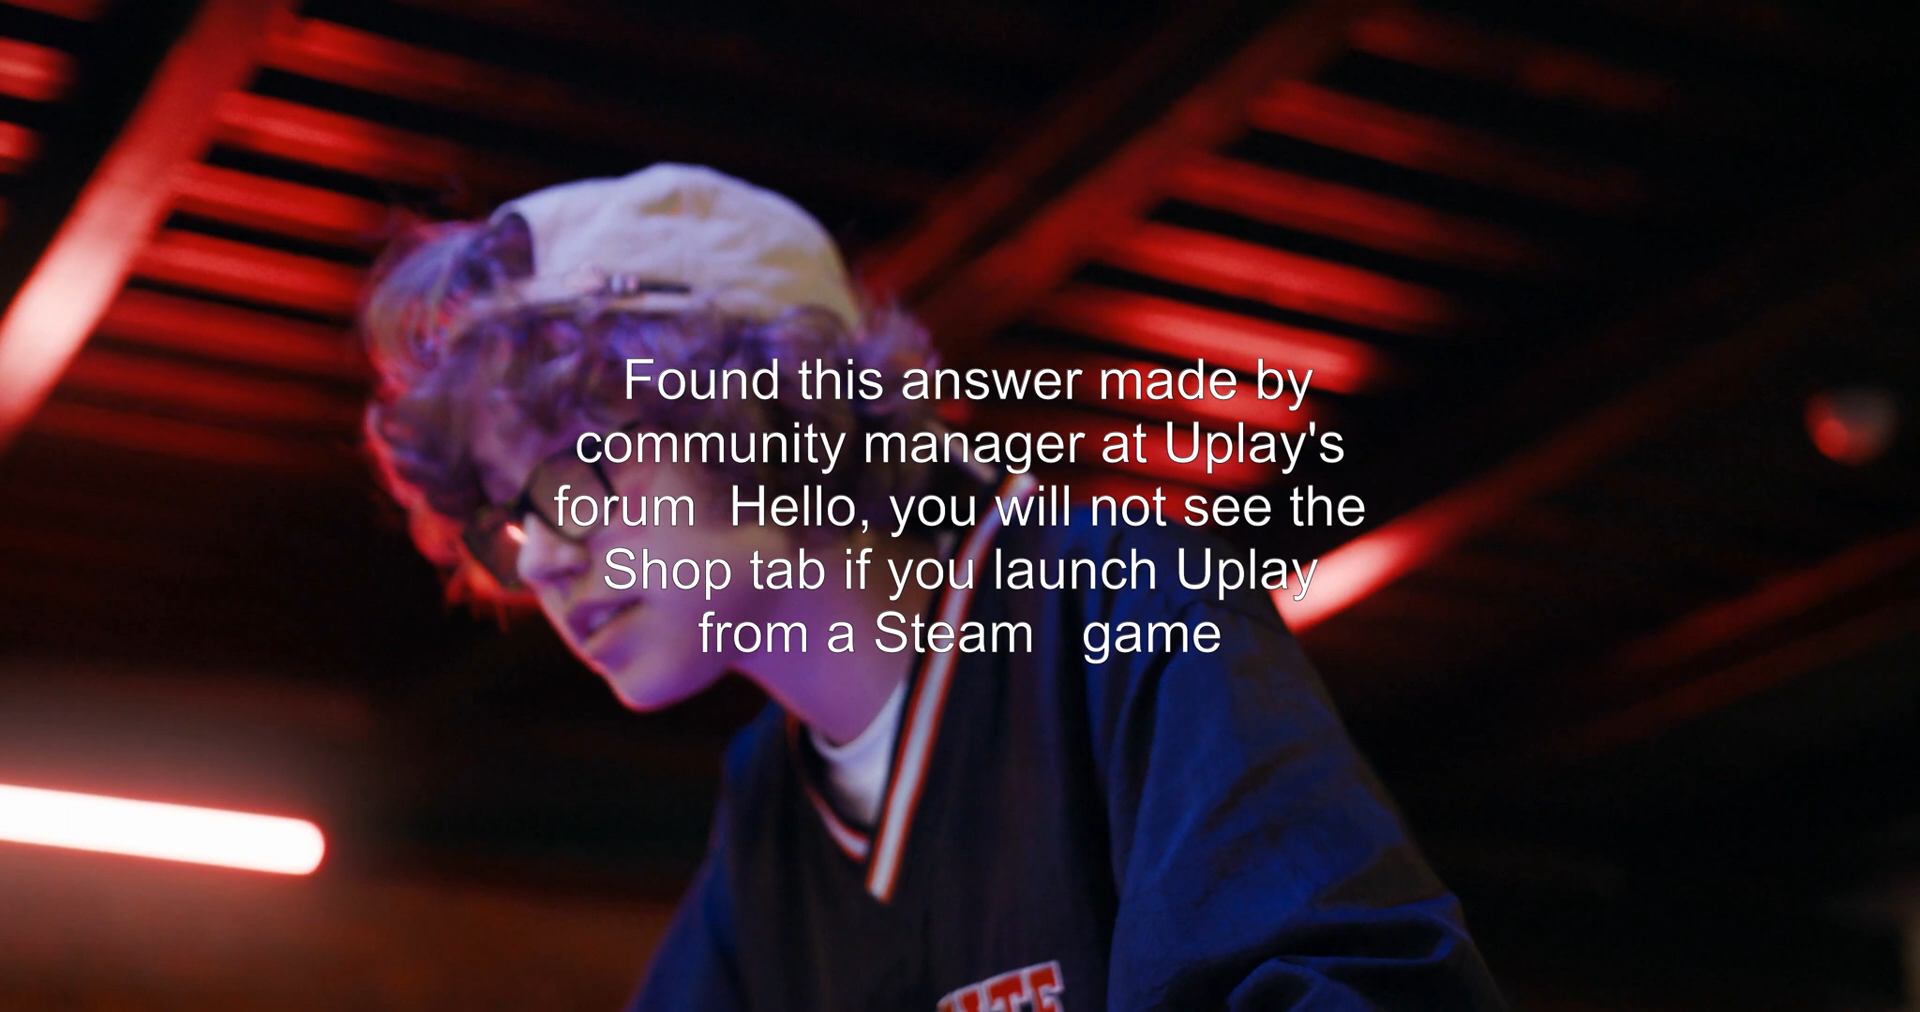 Found this answer made by
community manager at Uplay's
forum  Hello, you will not see the
Shop tab if you launch Uplay
from a Steam   game